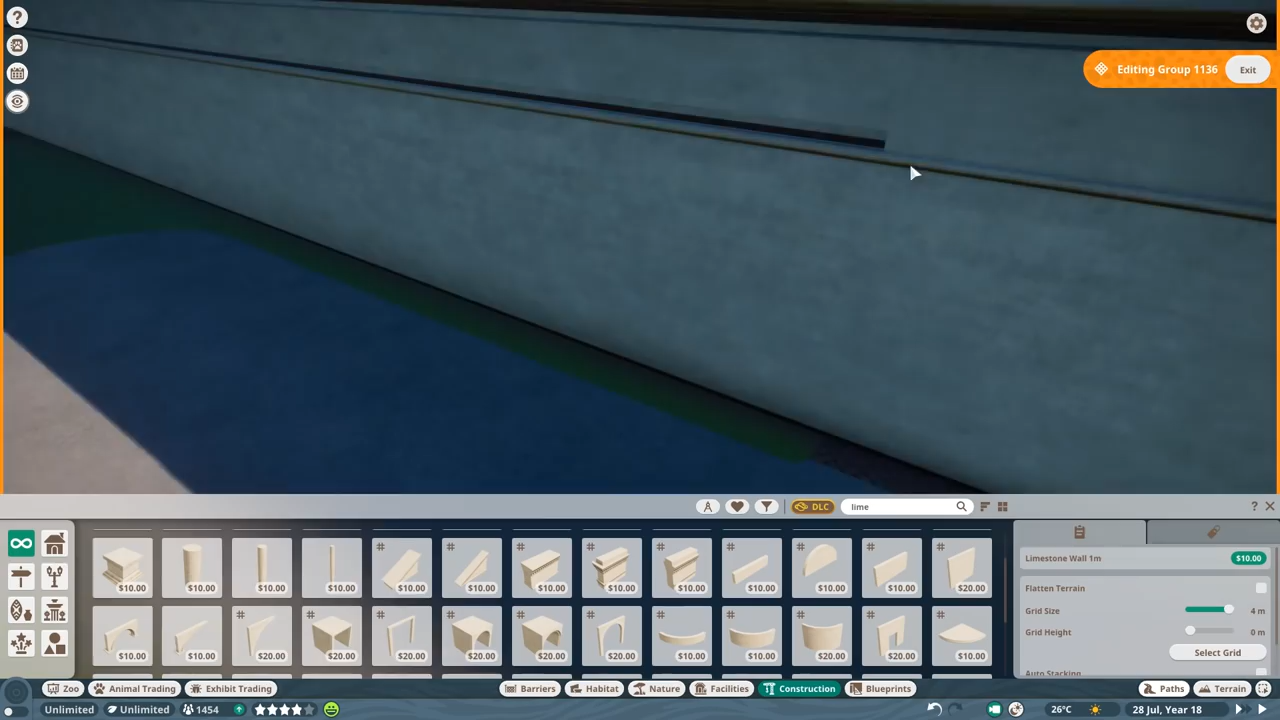 Editing Group 1136
Exit
DLC
lime
$10.00 $10.00 $10.00 $10.00 $10.00 $10.00 $10.00 $10.00 $10.00 $10.00 $10.00 $10.00 $20.00
$10.00 $10.00 $20.00 $20.00 $20.00 $20.00 $20.00 $20.00 $10.00 $10.00 $20.00 $20.00 $10.00
Limestone Wall 1m
$10.00
Flatten Terrain
Grid Size
4 m
Grid Height
0 m
Select Grid
Auto Stacking
Zoo
Animal Trading
Exhibit Trading
Barriers
Habitat
Nature
Facilities
Construction
Blueprints
Paths
Terrain
Unlimited
Unlimited
1454
26°C
28 Jul, Year 18